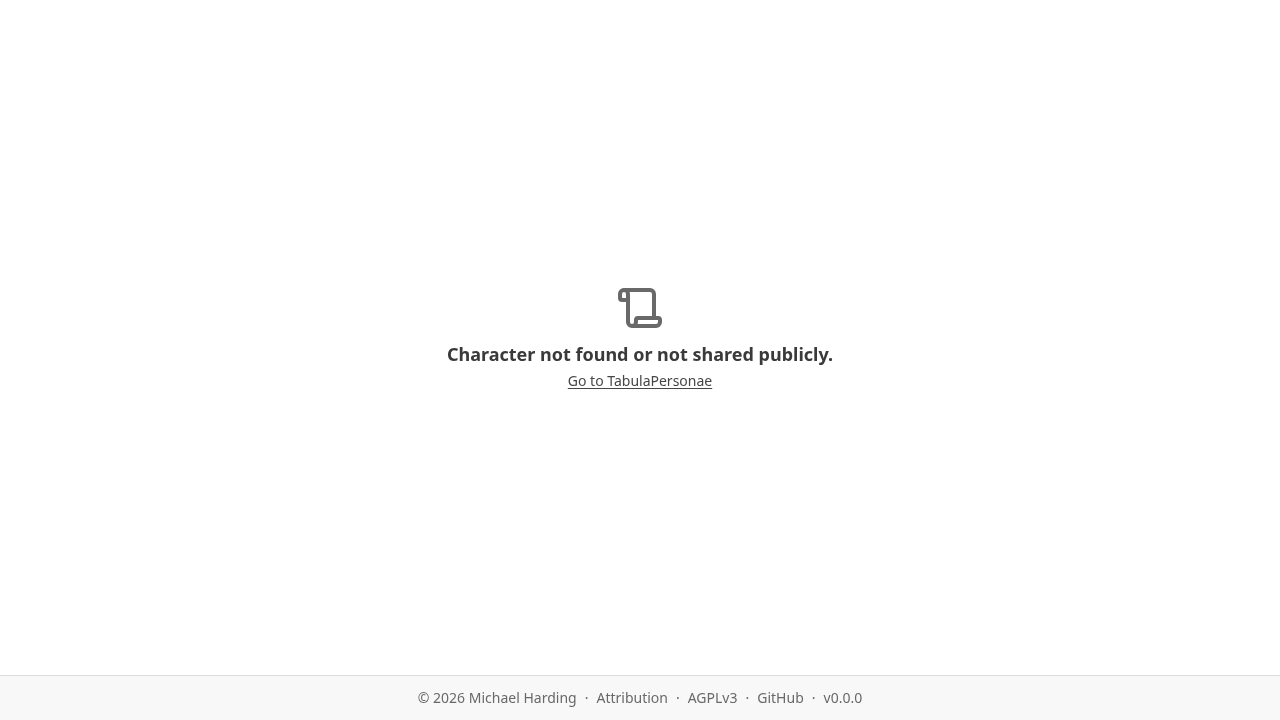 Character not found or not shared publicly.
Go to TabulaPersonae
© 2026 Michael Harding · Attribution · AGPLv3 · GitHub · v0.0.0